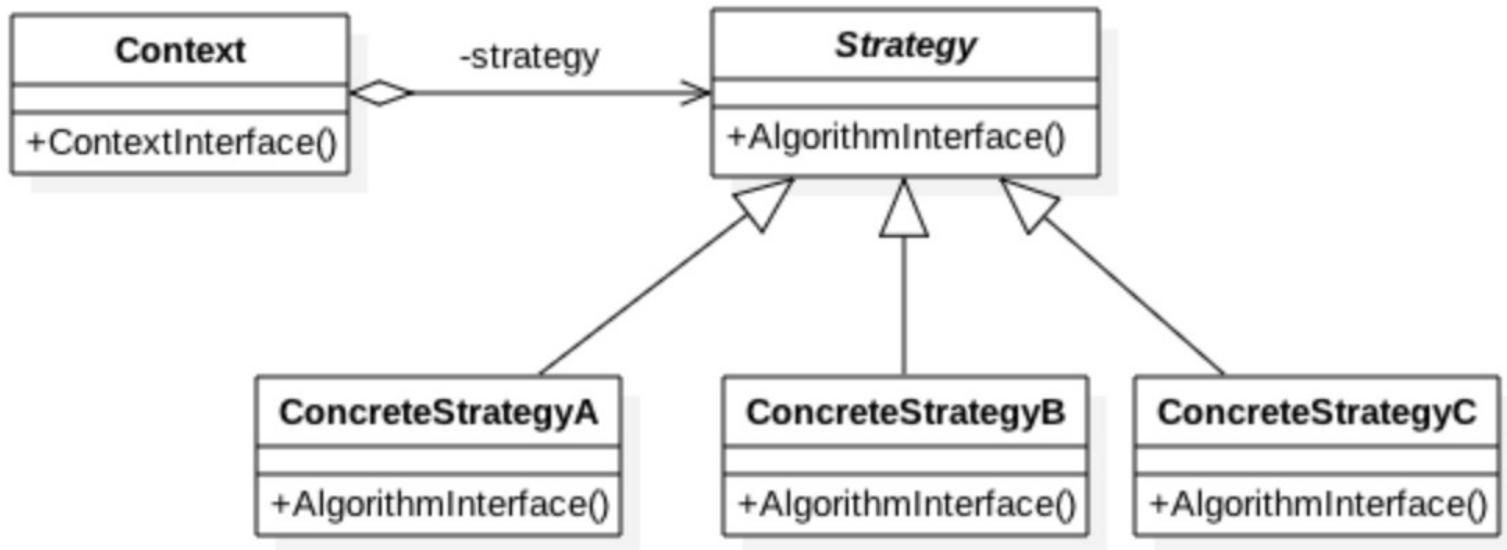 Context
+ContextInterface()
-strategy
Strategy
+AlgorithmInterface()
ConcreteStrategyA
+AlgorithmInterface()
ConcreteStrategyB
+AlgorithmInterface()
ConcreteStrategyC
+AlgorithmInterface()